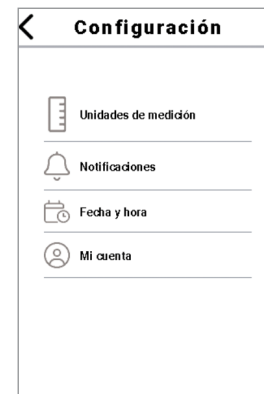 Configuración
Unidades de medición
Notificaciones
Fecha y hora
Mi cuenta